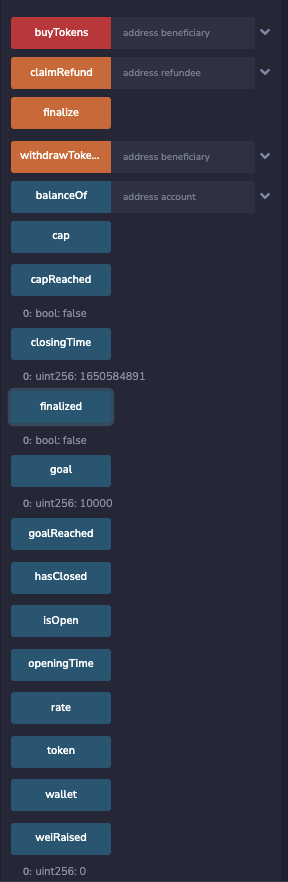 buyTokens address beneficiary
claimRefund address refundee
finalize
withdrawToke... address beneficiary
balanceOf address account
cap
capReached
0: bool: false
closingTime
0: uint256: 1650584891
finalized
0: bool: false
goal
0: uint256: 10000
goalReached
hasClosed
isOpen
openingTime
rate
token
wallet
weiRaised
0: uint256: 0